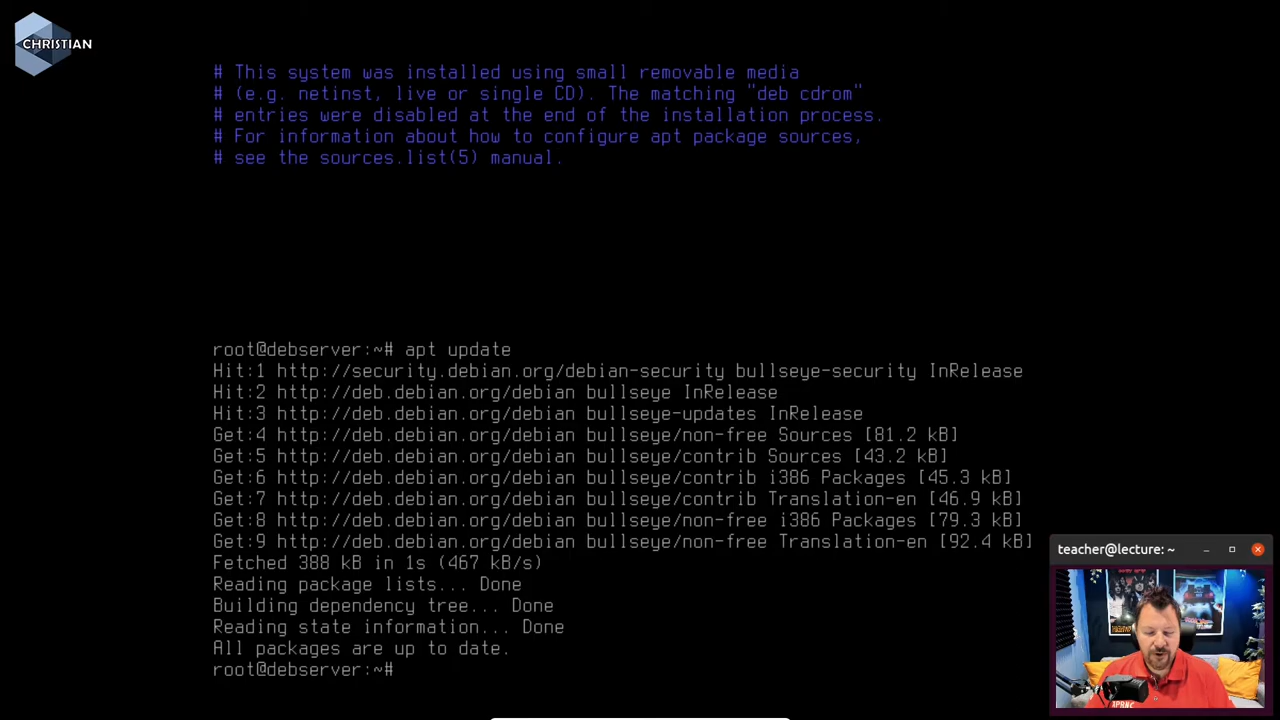 CHRISTIAN
# This system was installed using small removable media
# (e.g. netinst, live or single CD). The matching "deb cdrom"
# entries were disabled at the end of the installation process.
# For information about how to configure apt package sources,
# see the sources.list(5) manual.
root@debserver:~# apt update
Hit:1 http://security.debian.org/debian-security bullseye-security InRelease
Hit:2 http://deb.debian.org/debian bullseye InRelease
Hit:3 http://deb.debian.org/debian bullseye-updates InRelease
Get:4 http://deb.debian.org/debian bullseye/non-free Sources [81.2 kB]
Get:5 http://deb.debian.org/debian bullseye/contrib Sources [43.2 kB]
Get:6 http://deb.debian.org/debian bullseye/contrib i386 Packages [45.3 kB]
Get:7 http://deb.debian.org/debian bullseye/contrib Translation-en [46.9 kB]
Get:8 http://deb.debian.org/debian bullseye/non-free i386 Packages [79.3 kB]
Get:9 http://deb.debian.org/debian bullseye/non-free Translation-en [92.4 kB]
Fetched 388 kB in 1s (467 kB/s)
Reading package lists... Done
Building dependency tree... Done
Reading state information... Done
All packages are up to date.
root@debserver:~#
teacher@lecture: ~